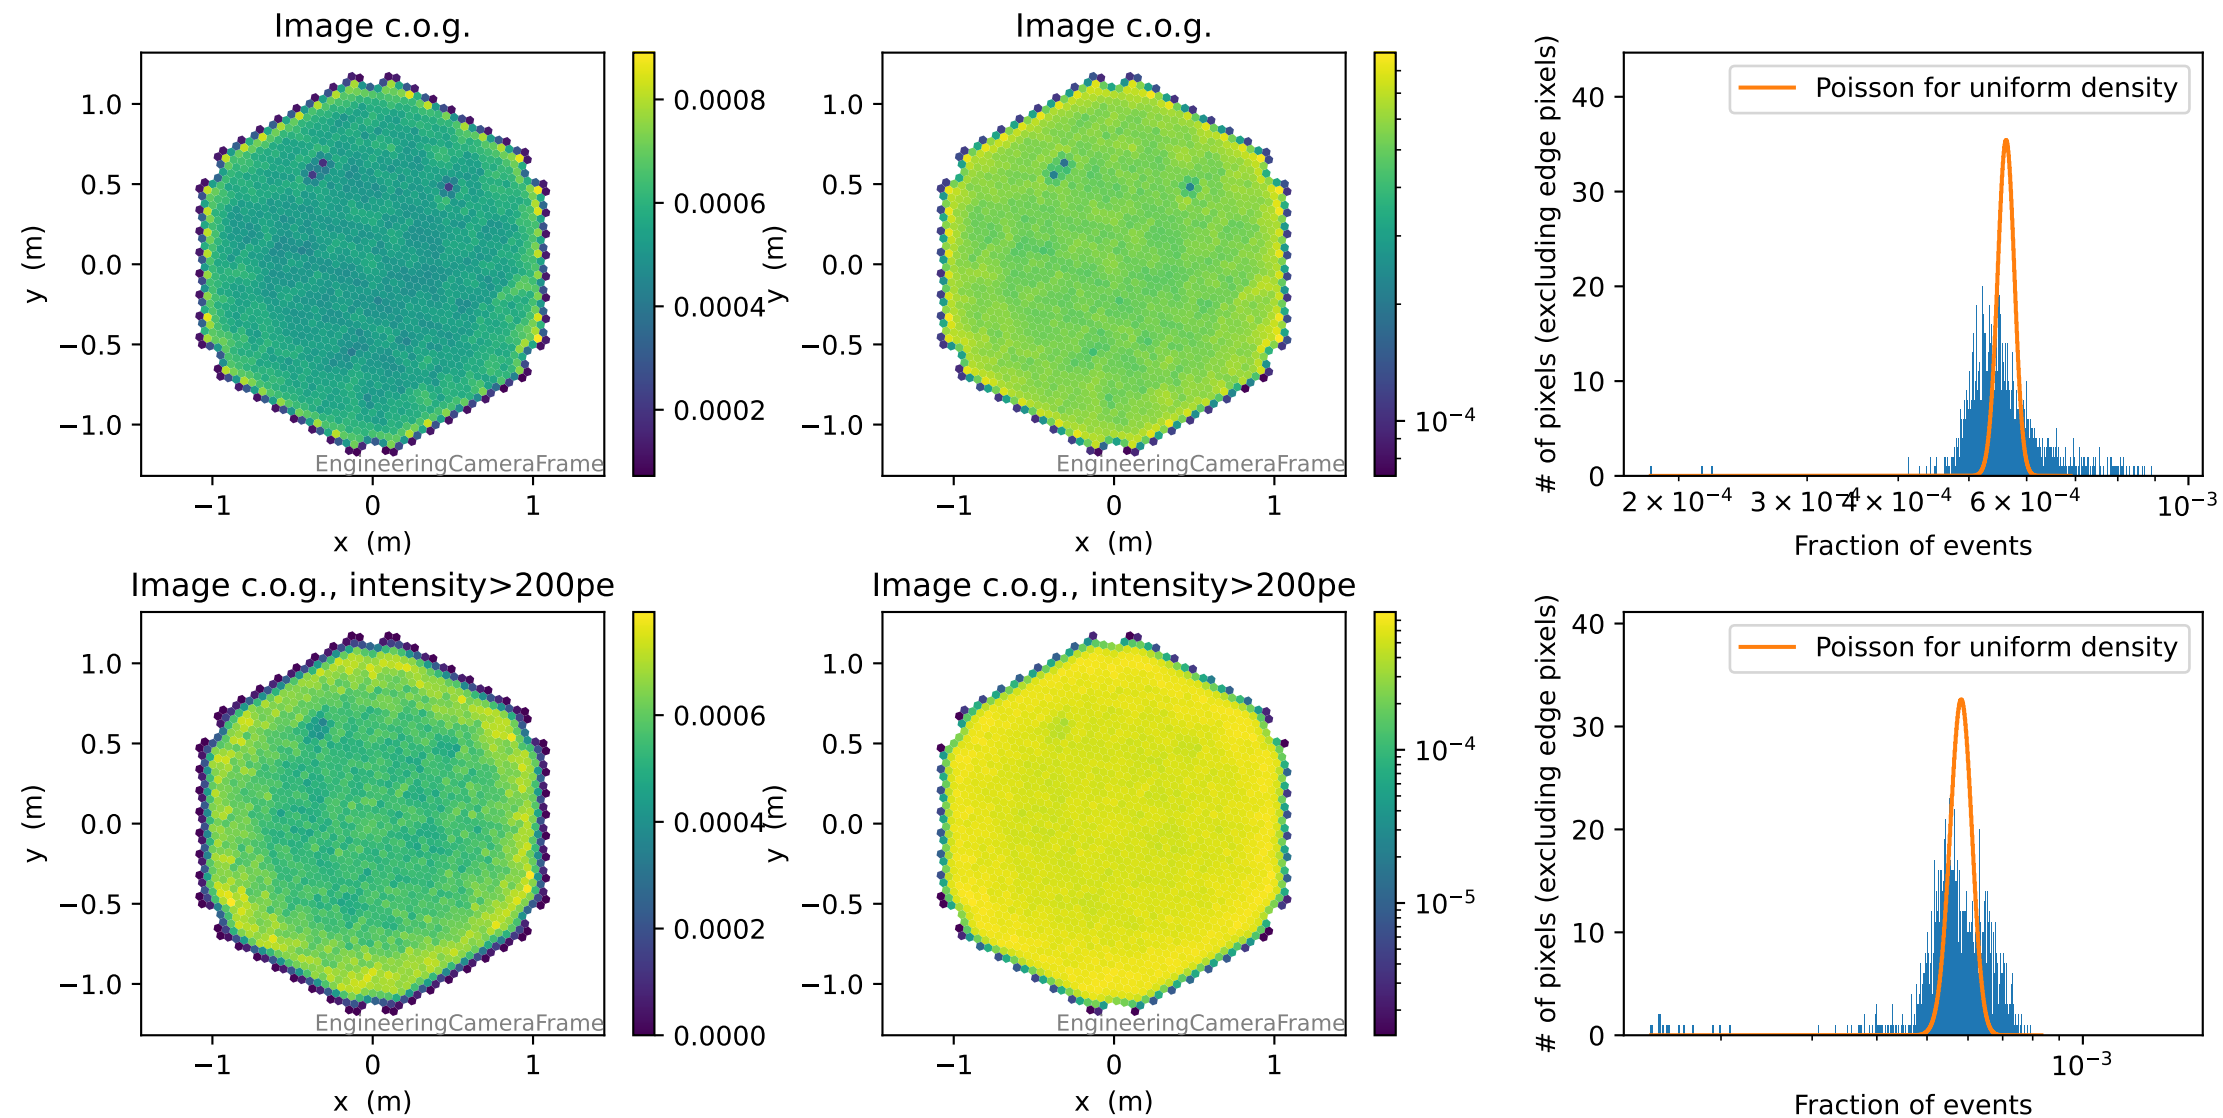 Image c.o.g.
y (m)
1.0
0.5
0.0
−0.5
−1.0
−1 0 1
x (m)
EngineeringCameraFrame
0.0008
0.0006
0.0004
0.0002
Image c.o.g.
y (m)
1.0
0.5
0.0
−0.5
−1.0
−1 0 1
x (m)
EngineeringCameraFrame
10⁻⁴
# of pixels (excluding edge pixels)
40
30
20
10
0
Poisson for uniform density
2 × 10⁻⁴ 3 × 10⁻⁴ 4 × 10⁻⁴ 6 × 10⁻⁴ 10⁻³
Fraction of events
Image c.o.g., intensity>200pe
y (m)
1.0
0.5
0.0
−0.5
−1.0
−1 0 1
x (m)
EngineeringCameraFrame
0.0006
0.0004
0.0002
0.0000
Image c.o.g., intensity>200pe
y (m)
1.0
0.5
0.0
−0.5
−1.0
−1 0 1
x (m)
EngineeringCameraFrame
10⁻⁴
10⁻⁵
# of pixels (excluding edge pixels)
40
30
20
10
0
Poisson for uniform density
10⁻³
Fraction of events